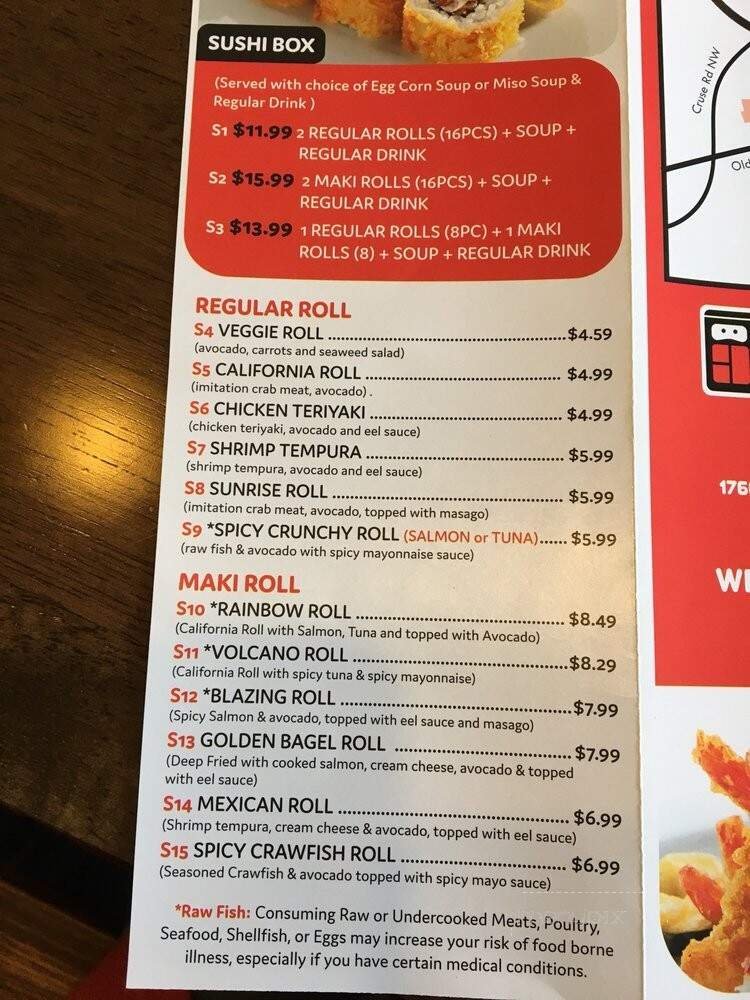 SUSHI BOX
(Served with choice of Egg Corn Soup or Miso Soup &
Regular Drink )
S1 $11.99 2 REGULAR ROLLS (16PCS) + SOUP +
REGULAR DRINK
S2 $15.99 2 MAKI ROLLS (16PCS) + SOUP +
REGULAR DRINK
S3 $13.99 1 REGULAR ROLLS (8PC) + 1 MAKI
ROLLS (8) + SOUP + REGULAR DRINK
REGULAR ROLL
S4 VEGGIE ROLL ........................................ $4.59
(avocado, carrots and seaweed salad)
S5 CALIFORNIA ROLL ........................................ $4.99
(imitation crab meat, avocado) .
S6 CHICKEN TERIYAKI ........................................ $4.99
(chicken teriyaki, avocado and eel sauce)
S7 SHRIMP TEMPURA ........................................ $5.99
(shrimp tempura, avocado and eel sauce)
S8 SUNRISE ROLL ........................................ $5.99
(imitation crab meat, avocado, topped with masago)
S9 *SPICY CRUNCHY ROLL (SALMON or TUNA)...... $5.99
(raw fish & avocado with spicy mayonnaise sauce)
MAKI ROLL
S10 *RAINBOW ROLL ........................................ $8.49
(California Roll with Salmon, Tuna and topped with Avocado)
S11 *VOLCANO ROLL ........................................$8.29
(California Roll with spicy tuna & spicy mayonnaise)
S12 *BLAZING ROLL ........................................$7.99
(Spicy Salmon & avocado, topped with eel sauce and masago)
S13 GOLDEN BAGEL ROLL ................................ $7.99
(Deep Fried with cooked salmon, cream cheese, avocado & topped
with eel sauce)
S14 MEXICAN ROLL ........................................ $6.99
(Shrimp tempura, cream cheese & avocado, topped with eel sauce)
S15 SPICY CRAWFISH ROLL .............................. $6.99
(Seasoned Crawfish & avocado topped with spicy mayo sauce)
*Raw Fish: Consuming Raw or Undercooked Meats, Poultry,
Seafood, Shellfish, or Eggs may increase your risk of food borne
illness, especially if you have certain medical conditions.
Cruse Rd NW
Old
176